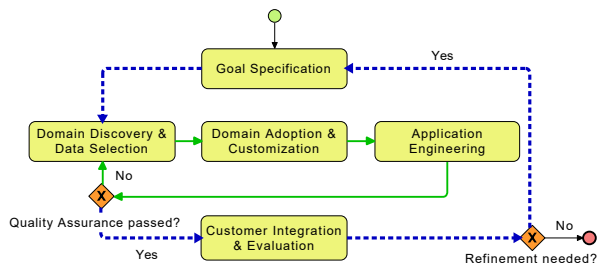 Yes
Goal Specification
Domain Discovery &
Data Selection
Domain Adoption &
Customization
Application
Engineering
No
X
Quality Assurance passed?
Yes
Customer Integration
& Evaluation
X
No
Refinement needed?